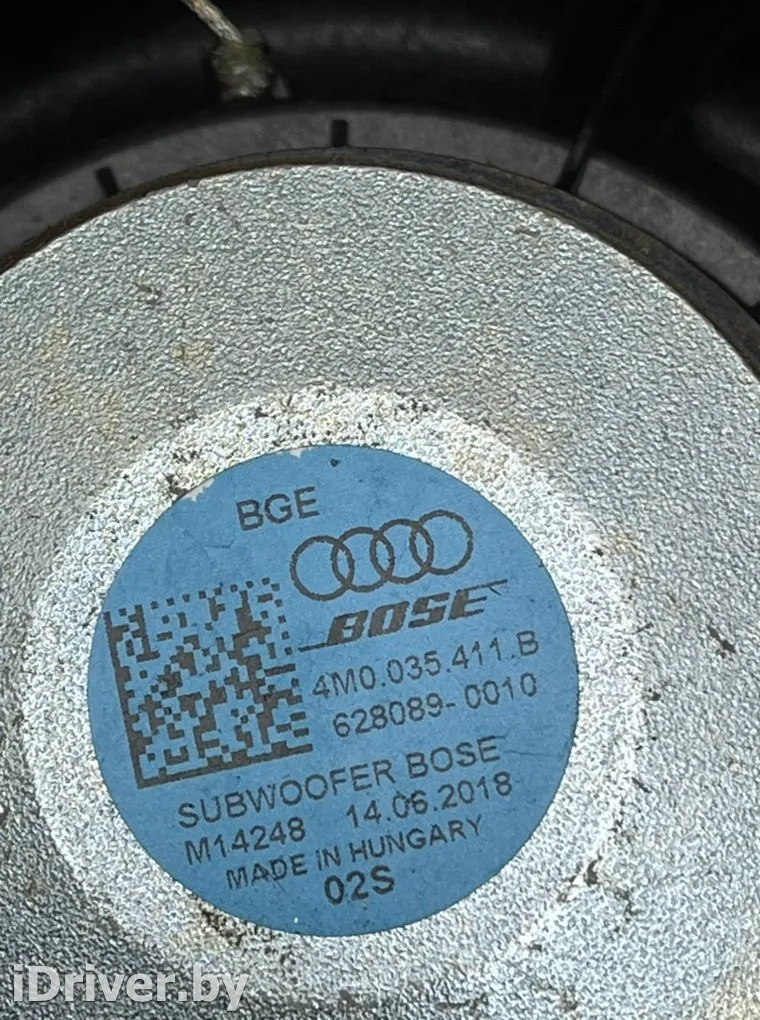 BGE
BOSE
4M0.035.411.B
628089-0010
SUBWOOFER BOSE
M14248 14.06.2018
MADE IN HUNGARY
02S
iDriver.by